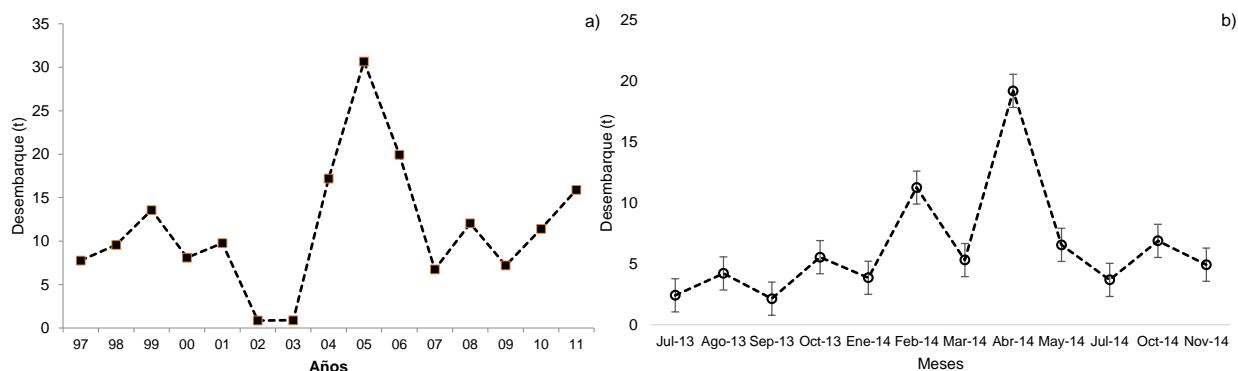 a)
35
30
25
20
15
10
5
0
Desembarque (t)
97 98 99 00 01 02 03 04 05 06 07 08 09 10 11
Años
b)
25
20
15
10
5
0
Desembarque (t)
Jul-13 Ago-13 Sep-13 Oct-13 Ene-14 Feb-14 Mar-14 Abr-14 May-14 Jul-14 Oct-14 Nov-14
Meses